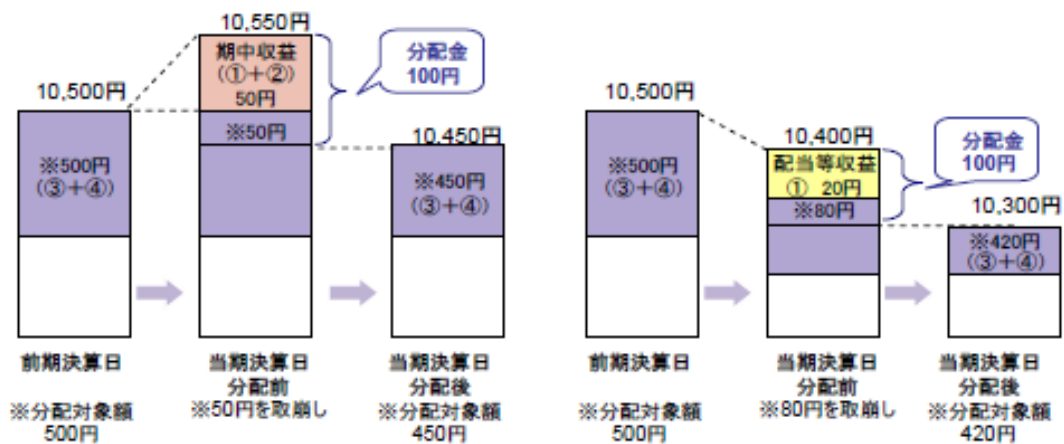 10,550円
期中収益
(①+②)
50円
分配金
100円
10,500円
※50円
10,450円
※500円
(③+④)
※450円
(③+④)
前期決算日
当期決算日
分配前
当期決算日
分配後
※分配対象額
500円
※50円を取崩し
※分配対象額
450円
10,500円
10,400円
分配金
100円
※500円
(③+④)
配当等収益
① 20円
※80円
10,300円
※420円
(③+④)
前期決算日
当期決算日
分配前
当期決算日
分配後
※分配対象額
500円
※80円を取崩し
※分配対象額
420円